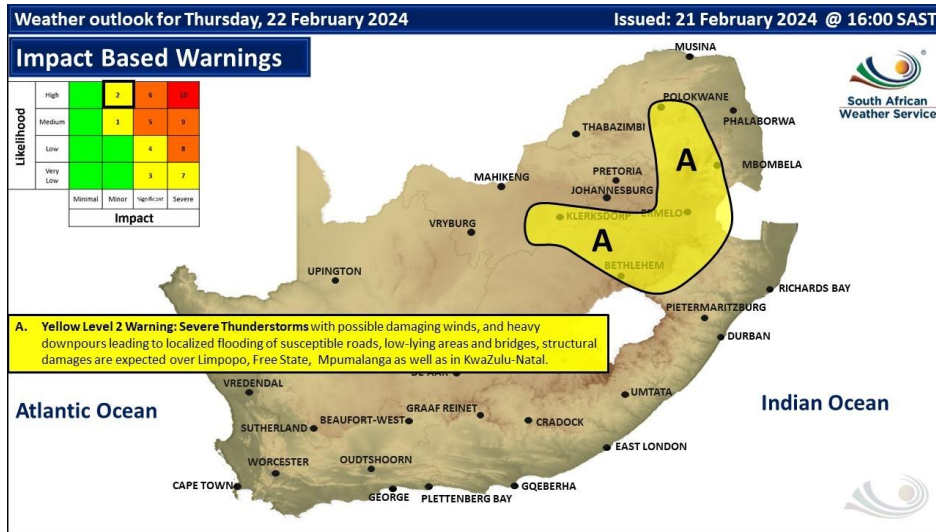 Weather outlook for Thursday, 22 February 2024
Issued: 21 February 2024 @ 16:00 SAST
Impact Based Warnings
South African
Weather Service
Likelihood
High 2 6 10
Medium 1 5 9
Low 4 8
Very Low 3 7
Minimal Minor Significant Severe
Impact
MUSINA
POLOKWANE
PHALABORWA
THABAZIMBI
A
MBOMBELA
PRETORIA
MAHIKENG
JOHANNESBURG
KLERKSDORP
ERMELO
VRYBURG
A
BETHLEHEM
UPINGTON
RICHARDS BAY
PIETERMARITZBURG
DURBAN
A. Yellow Level 2 Warning: Severe Thunderstorms with possible damaging winds, and heavy
downpours leading to localized flooding of susceptible roads, low-lying areas and bridges, structural
damages are expected over Limpopo, Free State, Mpumalanga as well as in KwaZulu-Natal.
DE AAR
VREDENDAL
UMTATA
Atlantic Ocean
Indian Ocean
GRAAF REINET
BEAUFORT-WEST
CRADOCK
SUTHERLAND
EAST LONDON
WORCESTER
OUDTSHOORN
CAPE TOWN
GEORGE
PLETTENBERG BAY
GQEBERHA